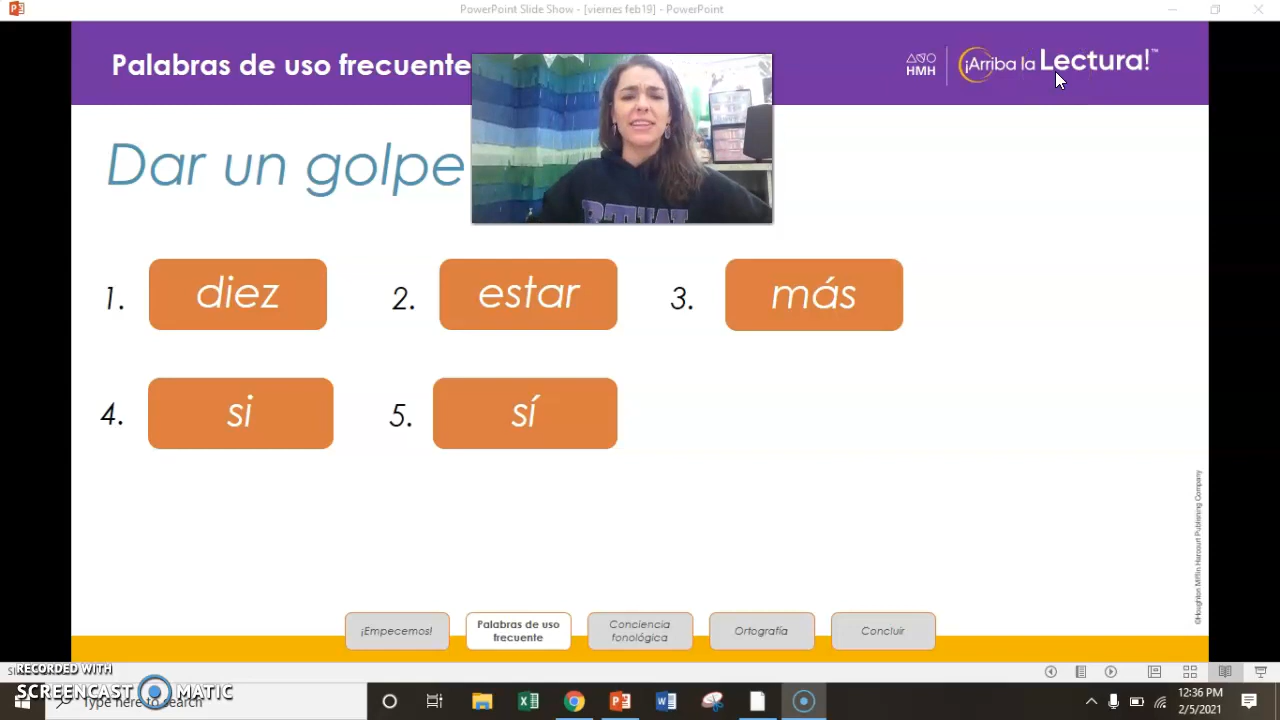 PowerPoint Slide Show - [viernes feb19] - PowerPoint
Palabras de uso frecuente
HMH
¡Arriba la Lectura!™
Dar un golpe
1. diez 2. estar 3. más
4. si 5. sí
©Houghton Mifflin Harcourt Publishing Company
¡Empecemos!
Palabras de uso
frecuente
Conciencia
fonológica
Ortografía
Concluir
RECORDED WITH
SCREENCAST MATIC
Type here to search
12:36 PM
2/5/2021